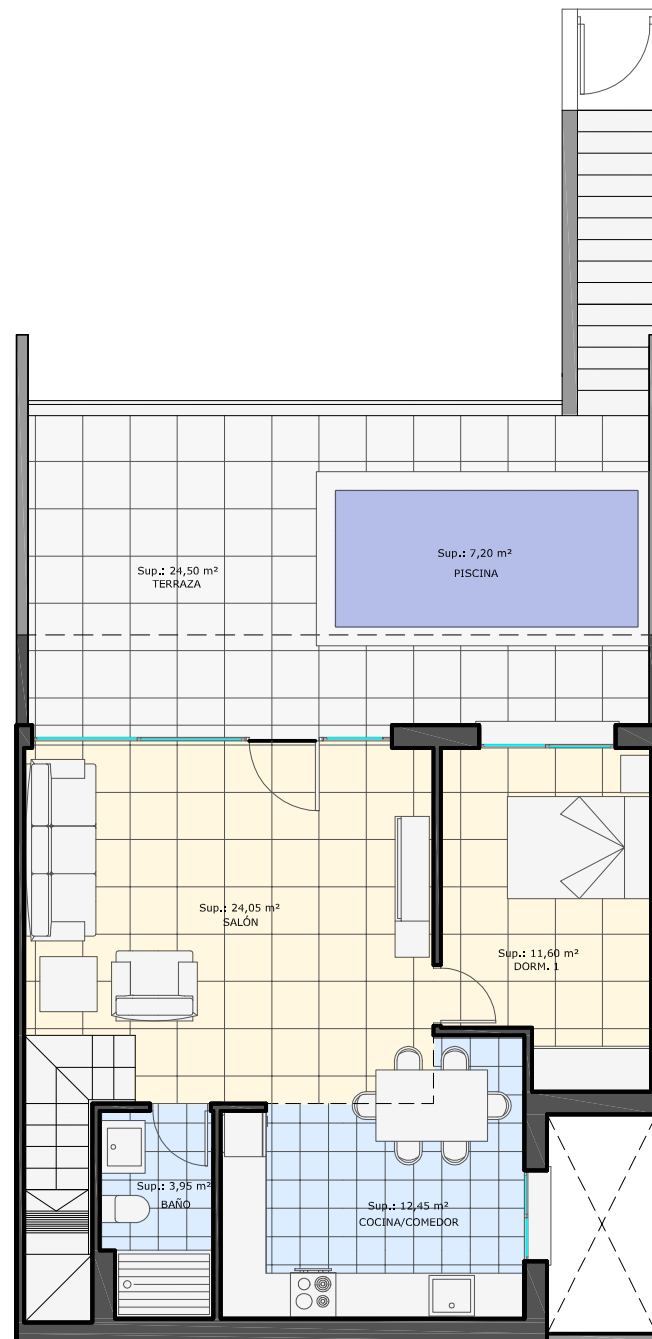 Sup.: 7,20 m²
PISCINA
Sup.: 24,50 m²
TERRAZA
Sup.: 24,05 m²
SALÓN
Sup.: 11,60 m²
DORM. 1
Sup.: 3,95 m²
BAÑO
Sup.: 12,45 m²
COCINA/COMEDOR